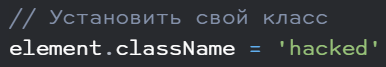 // Установить свой класс
element.className = 'hacked'